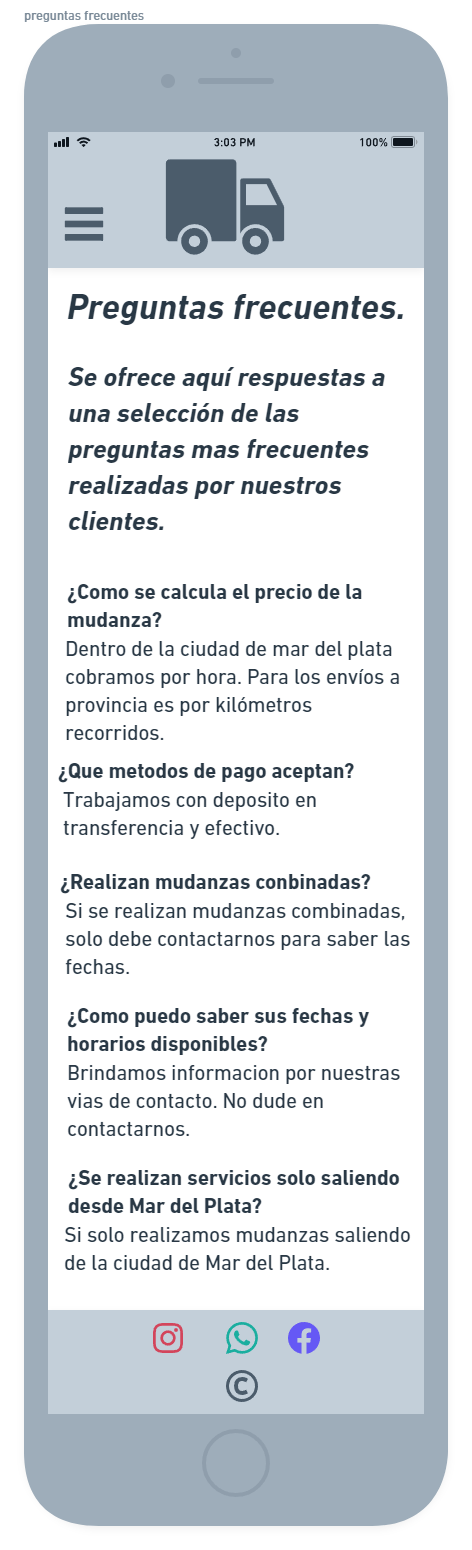 preguntas frecuentes
3:03 PM
100%
Preguntas frecuentes.
Se ofrece aquí respuestas a
una selección de las
preguntas mas frecuentes
realizadas por nuestros
clientes.
¿Como se calcula el precio de la
mudanza?
Dentro de la ciudad de mar del plata
cobramos por hora. Para los envíos a
provincia es por kilómetros
recorridos.
¿Que metodos de pago aceptan?
Trabajamos con deposito en
transferencia y efectivo.
¿Realizan mudanzas conbinadas?
Si se realizan mudanzas combinadas,
solo debe contactarnos para saber las
fechas.
¿Como puedo saber sus fechas y
horarios disponibles?
Brindamos informacion por nuestras
vias de contacto. No dude en
contactarnos.
¿Se realizan servicios solo saliendo
desde Mar del Plata?
Si solo realizamos mudanzas saliendo
de la ciudad de Mar del Plata.
©